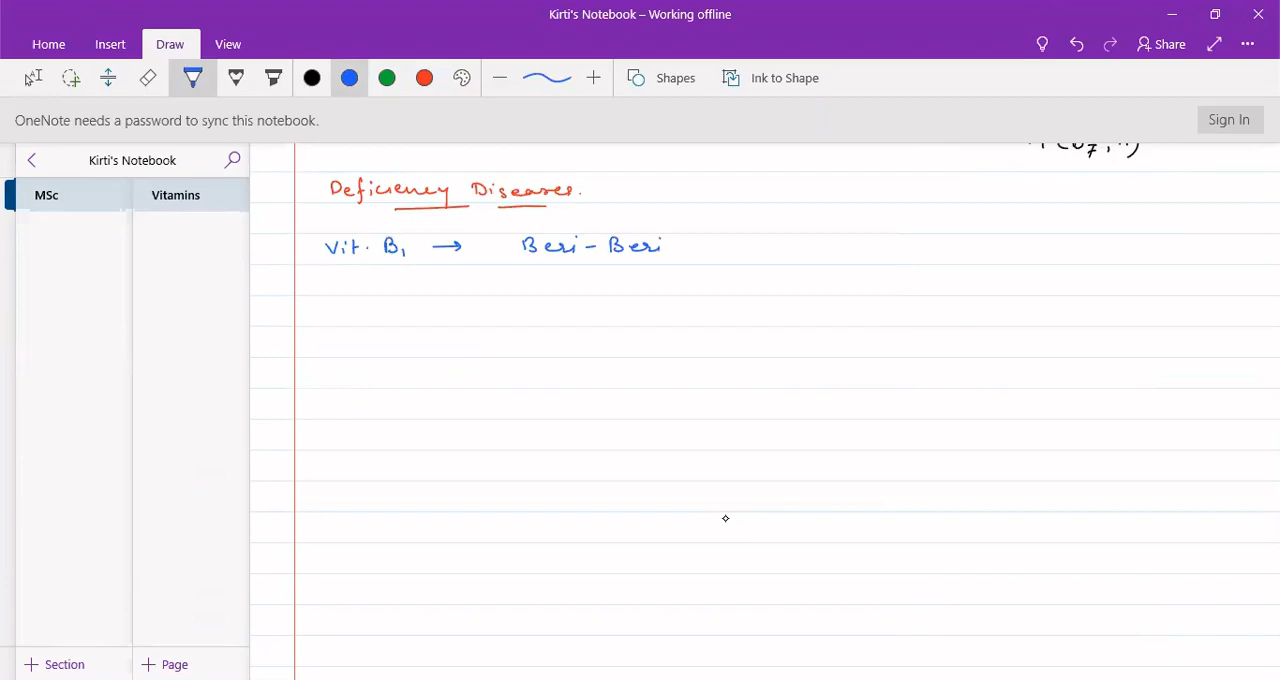 Kirti's Notebook – Working offline
Home Insert Draw View Share
Shapes Ink to Shape
OneNote needs a password to sync this notebook. Sign In
Kirti's Notebook
MSc Vitamins
Deficiency Diseases.
Vit. B1 → Beri - Beri
+ Section + Page